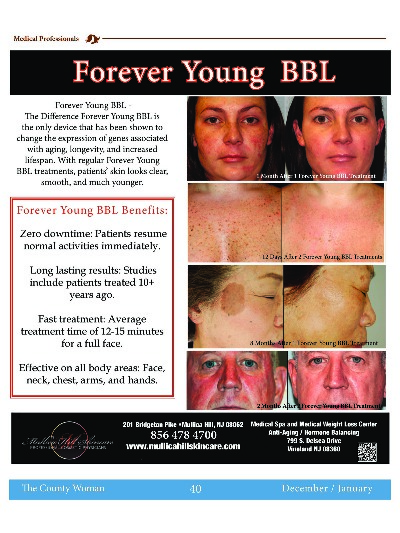 Medical Professionals
Forever Young BBL
Forever Young BBL -
The Difference Forever Young BBL is
the only device that has been shown to
change the expression of genes associated
with aging, longevity, and increased
lifespan. With regular Forever Young
BBL treatments, patients' skin looks clear,
smooth, and much younger.
Forever Young BBL Benefits:
Zero downtime: Patients resume
normal activities immediately.
Long lasting results: Studies
include patients treated 10+
years ago.
Fast treatment: Average
treatment time of 12-15 minutes
for a full face.
Effective on all body areas: Face,
neck, chest, arms, and hands.
1 Month After 1 Forever Young BBL Treatment
12 Days After 2 Forever Young BBL Treatments
8 Months After 1 Forever Young BBL Treatment
2 Months After 2 Forever Young BBL Treatment
Mullica Hill Skincare
201 Bridgeton Pike •Mullica Hill, NJ 08062
856 478 4700
www.mullicahillskincare.com
Medical Spa and Medical Weight Loss Center
Anti-Aging / Hormone Balancing
799 S. Delsea Drive
Vineland NJ 08360
The County Woman
40
December / January